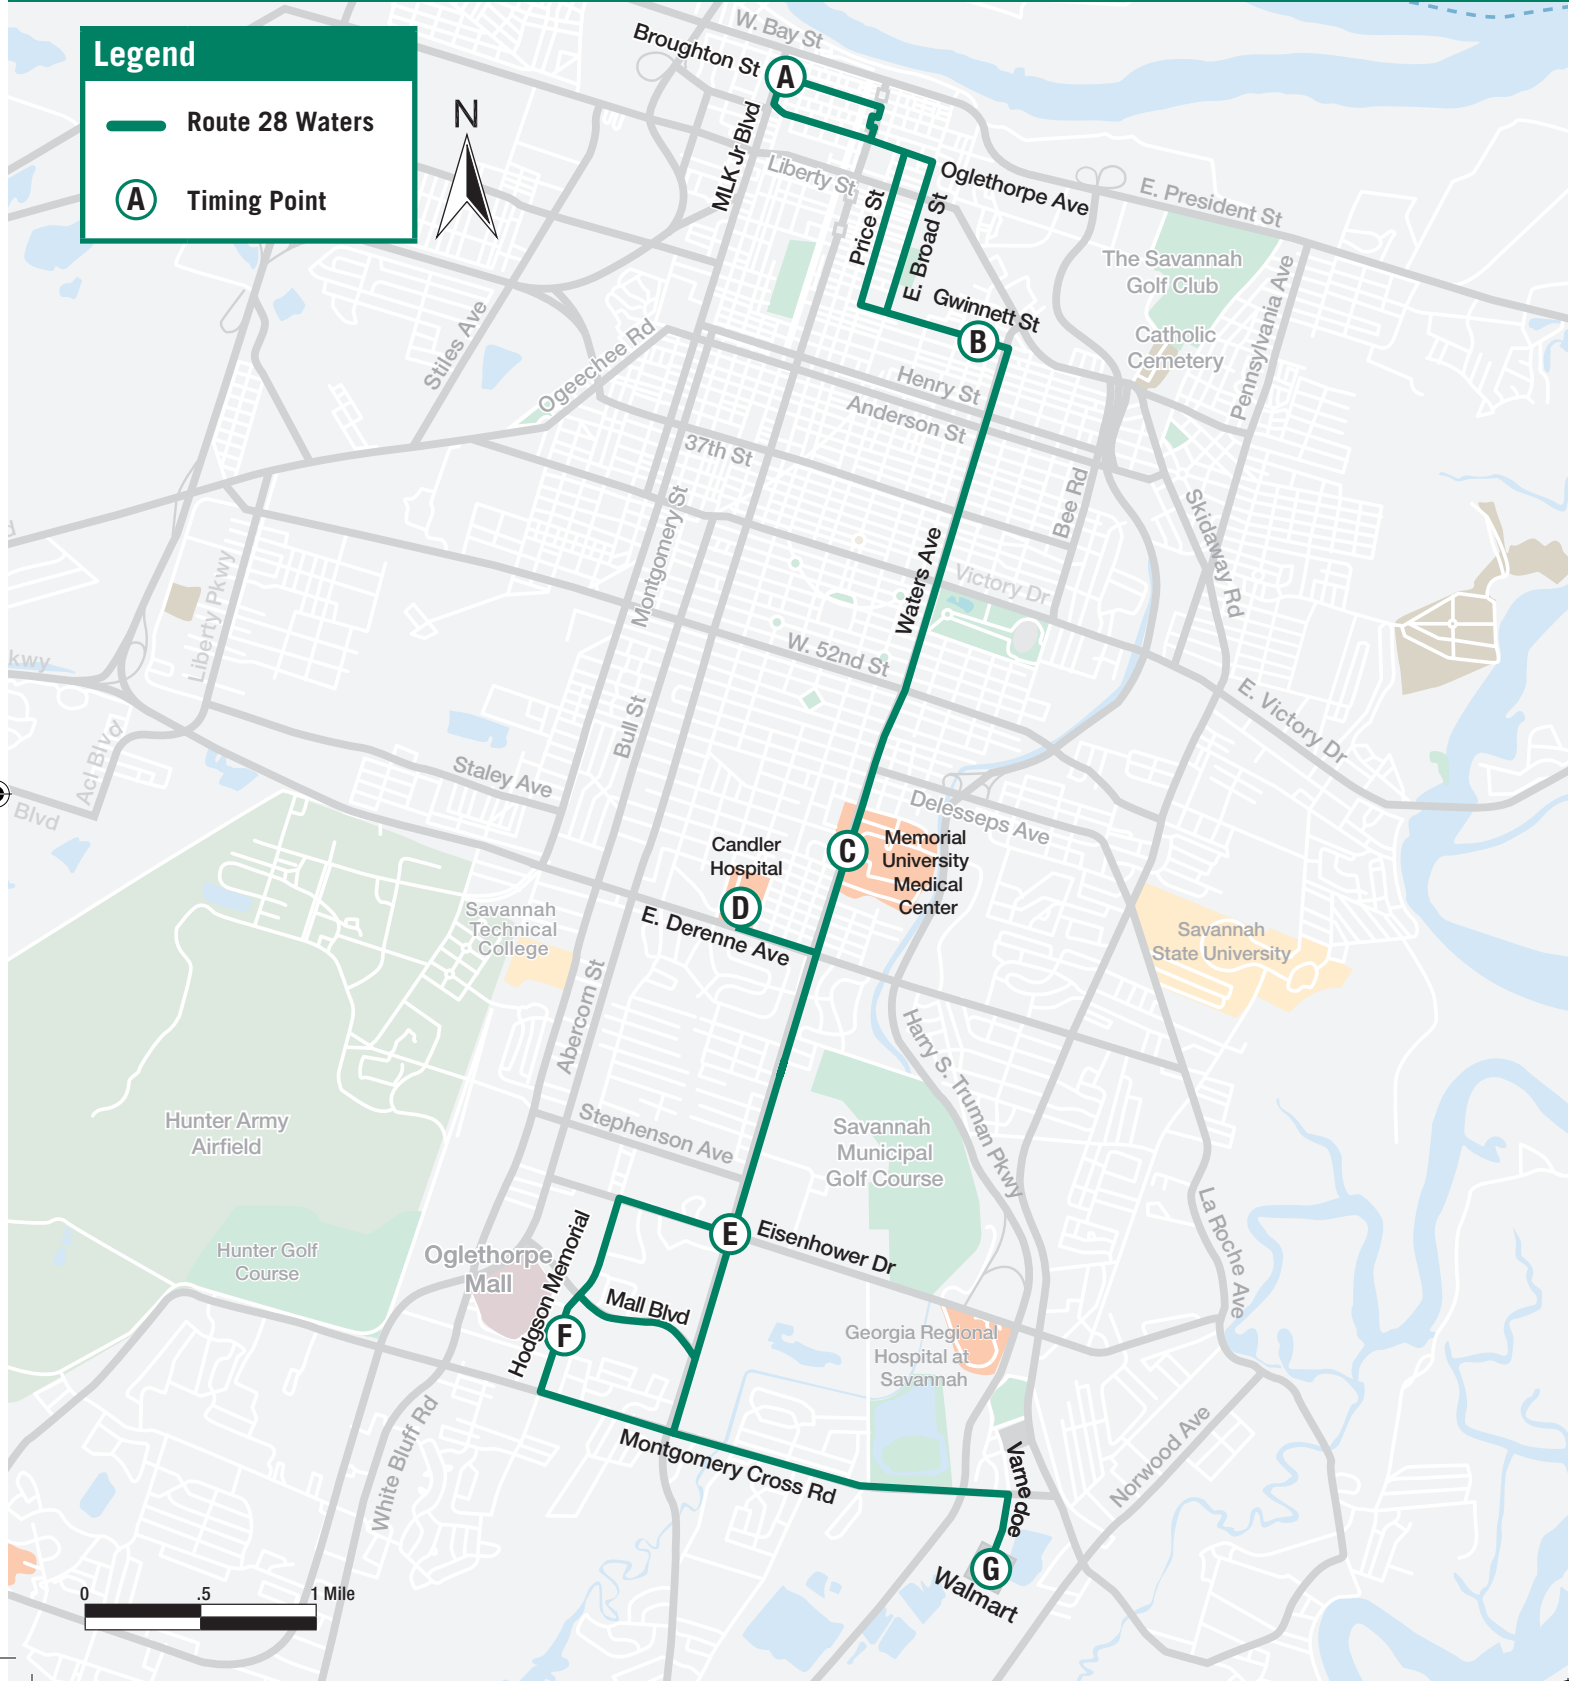 Legend
Route 28 Waters
A
Timing Point
N
W. Bay St
Broughton St
A
MLK Jr Blvd
Liberty St
Oglethorpe Ave
E. President St
Price St
E. Broad St
The Savannah
Golf Club
Pennsylvania Ave
Gwinnett St
B
Catholic
Cemetery
Stiles Ave
Ogeechee Rd
Henry St
Anderson St
37th St
Bee Rd
Skidaway Rd
Montgomery St
Waters Ave
Victory Dr
Liberty Pkwy
kwy
W. 52nd St
E. Victory Dr
Bull St
Acl Blvd
Blvd
Staley Ave
Delesseps Ave
Candler
Hospital
C
Memorial
University
Medical
Center
D
E. Derenne Ave
Savannah
Technical
College
Savannah
State University
Abercorn St
Harry S. Truman Pkwy
Hunter Army
Airfield
Stephenson Ave
Savannah
Municipal
Golf Course
La Roche Ave
Hunter Golf
Course
Oglethorpe
Mall
Hodgson Memorial
E
Eisenhower Dr
Mall Blvd
F
Georgia Regional
Hospital at
Savannah
White Bluff Rd
Montgomery Cross Rd
Varnedoe
Norwood Ave
G
Walmart
0 .5 1 Mile